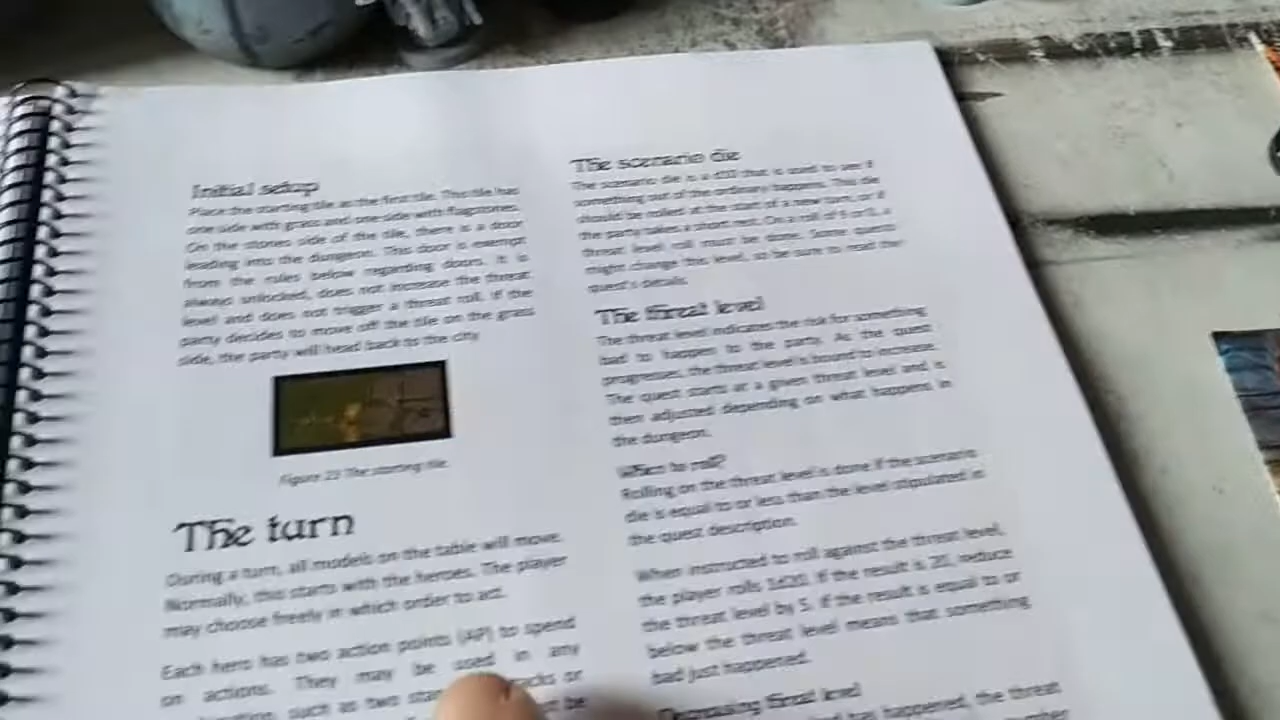 Initial setup
Place the starting tile as the first tile. This tile has
one side with grass and one side with flagstones.
On the stones side of the tile, there is a door
leading into the dungeon. This door is exempt
from the rules below regarding doors. It is
always unlocked, does not increase the threat
level and does not trigger a threat roll. If the
party decides to move off the tile on the grass
side, the party will head back to the city
Figure 22 The starting tile.
The turn
During a turn, all models on the table will move.
Normally, this starts with the heroes. The player
may choose freely in which order to act.
Each hero has two action points (AP) to spend
on actions. They may be used in any
such as two
The scenario die
The scenario die is a d10 that is used to see if
something out of the ordinary happens. This die
should be rolled at the start of a new turn, or if
the party takes a short rest. On a roll of a
threat level roll must be done. Some quests
might change this level, so be sure to read the
quest's details.
The threat level
The threat level indicates the risk for something
bad to happen to the party. As the quest
progresses, the threat level is bound to increase.
The quest starts at a given threat level and is
then adjusted depending on what happens in
the dungeon.
When to roll?
Rolling on the threat level is done if the scenario
die is equal to or less than the level stipulated in
the quest description.
When instructed to roll against the threat level,
the player rolls 1d20. If the result is 20, reduce
the threat level by 5. If the result is equal to or
below the threat level means that something
bad just happened.
threat level
has happened, the threat